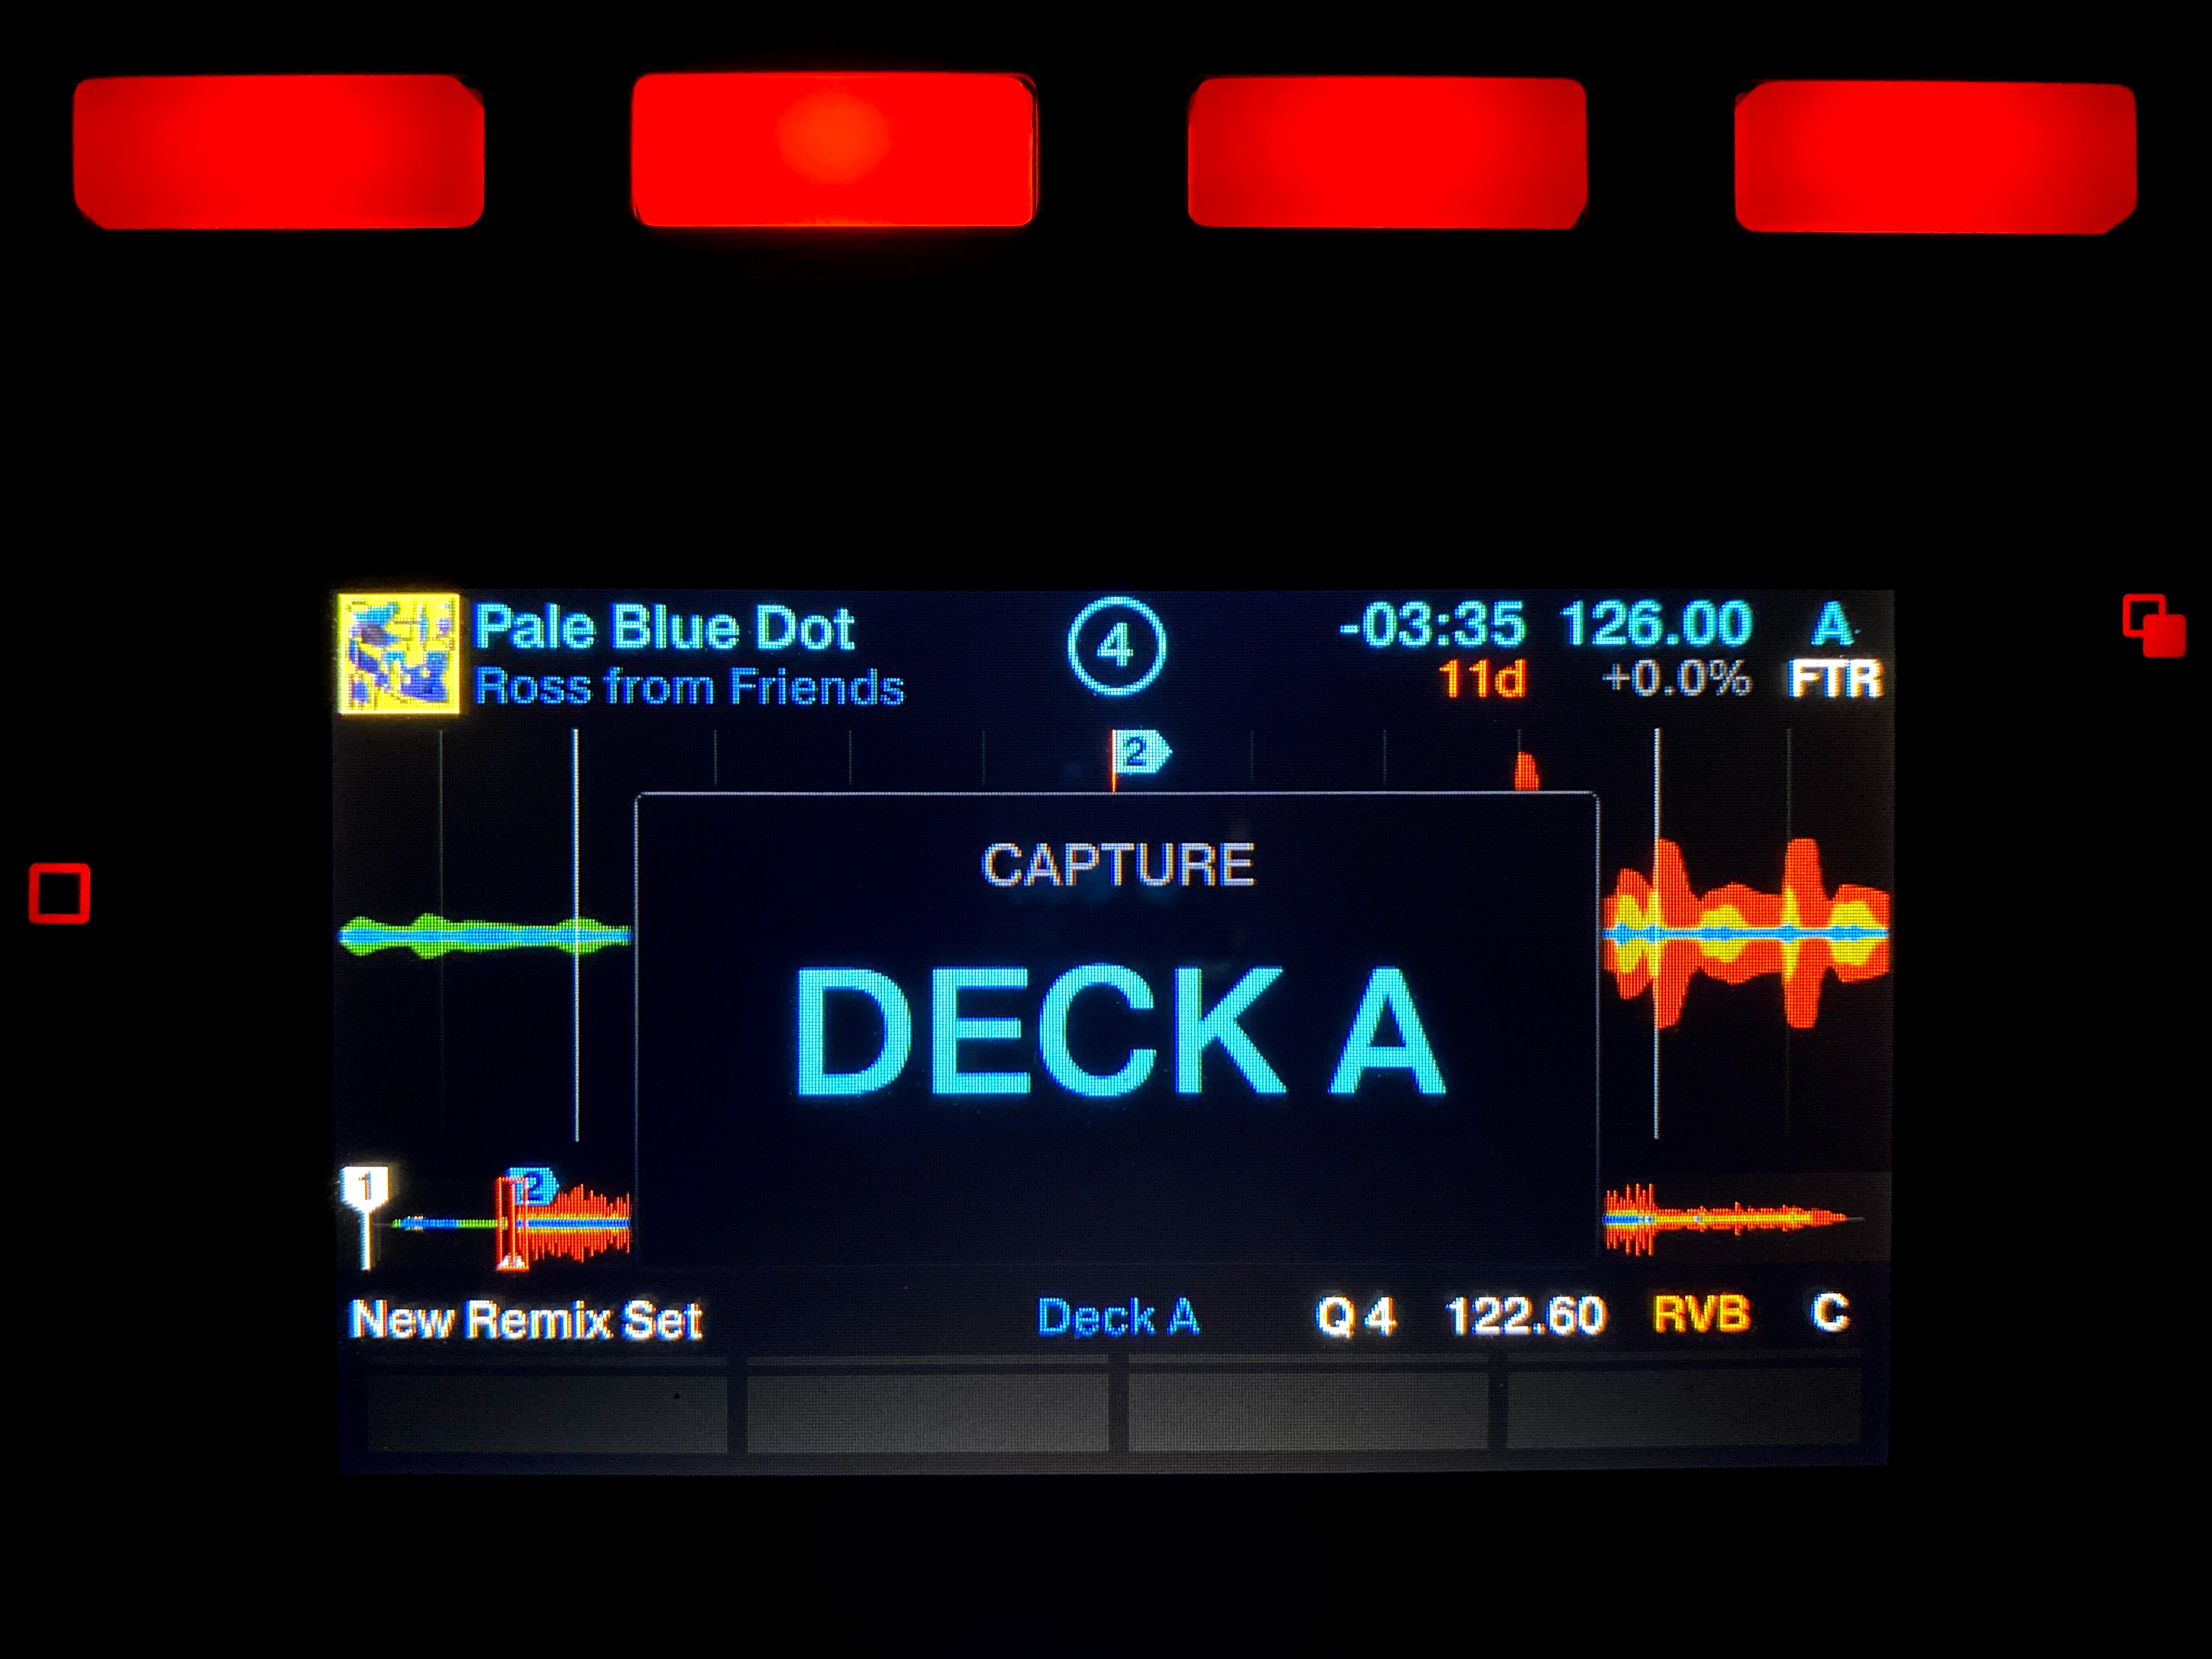 Pale Blue Dot
4
-03:35 126.00 A
Ross from Friends
11d +0.0% FTR
2
CAPTURE
DECK A
1
2
New Remix Set Deck A Q 4 122.60 RVB C